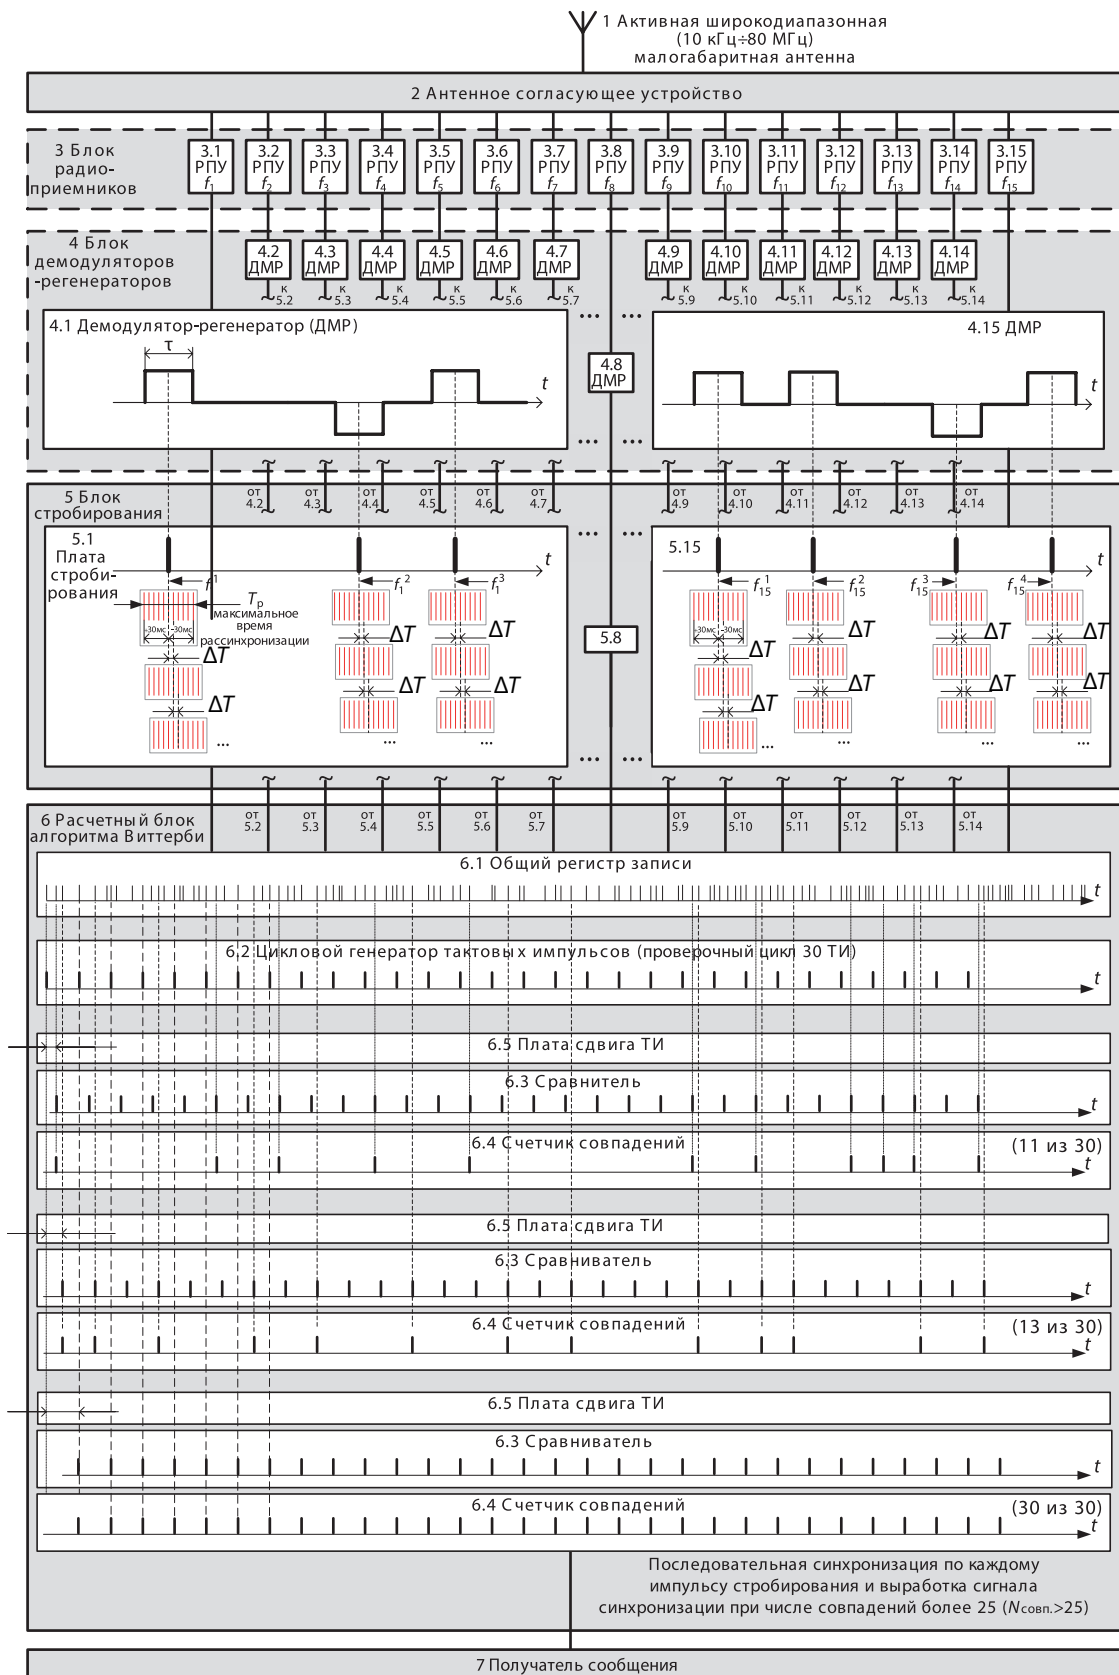 1 Активная широкодиапазонная
(10 кГц÷80 МГц)
малогабаритная антенна
2 Антенное согласующее устройство
3 Блок
радио-
приемников
3.1 РПУ f1
3.2 РПУ f2
3.3 РПУ f3
3.4 РПУ f4
3.5 РПУ f5
3.6 РПУ f6
3.7 РПУ f7
3.8 РПУ f8
3.9 РПУ f9
3.10 РПУ f10
3.11 РПУ f11
3.12 РПУ f12
3.13 РПУ f13
3.14 РПУ f14
3.15 РПУ f15
4 Блок
демодуляторов
-регенераторов
4.2 ДМР
4.3 ДМР
4.4 ДМР
4.5 ДМР
4.6 ДМР
4.7 ДМР
4.9 ДМР
4.10 ДМР
4.11 ДМР
4.12 ДМР
4.13 ДМР
4.14 ДМР
к 5.2
к 5.3
к 5.4
к 5.5
к 5.6
к 5.7
к 5.9
к 5.10
к 5.11
к 5.12
к 5.13
к 5.14
4.1 Демодулятор-регенератор (ДМР)
τ
t
... ...
4.8
ДМР
... ...
4.15 ДМР
t
5 Блок
стробирования
от 4.2
от 4.3
от 4.4
от 4.5
от 4.6
от 4.7
от 4.9
от 4.10
от 4.11
от 4.12
от 4.13
от 4.14
5.1
Плата
строби-
рования
t
f 1
f1 2
f1 3
Tр
максимальное
время
рассинхронизации
-30мс -30мс
ΔT ΔT ΔT
ΔT ΔT ΔT
... ... ...
... ...
5.8
... ...
5.15
t
f15 1
f15 2
f15 3
f15 4
-30мс -30мс
ΔT ΔT ΔT ΔT
ΔT ΔT ΔT ΔT
... ... ... ...
6 Расчетный блок
алгоритма Виттерби
от 5.2
от 5.3
от 5.4
от 5.5
от 5.6
от 5.7
от 5.9
от 5.10
от 5.11
от 5.12
от 5.13
от 5.14
6.1 Общий регистр записи
t
6.2 Цикловой генератор тактовых импульсов (проверочный цикл 30 ТИ)
t
6.5 Плата сдвига ТИ
6.3 Сравнитель
t
6.4 Счетчик совпадений (11 из 30)
t
6.5 Плата сдвига ТИ
6.3 Сравниватель
t
6.4 Счетчик совпадений (13 из 30)
t
6.5 Плата сдвига ТИ
6.3 Сравниватель
t
6.4 Счетчик совпадений (30 из 30)
t
Последовательная синхронизация по каждому
импульсу стробирования и выработка сигнала
синхронизации при числе совпадений более 25 (Nсовп.>25)
7 Получатель сообщения